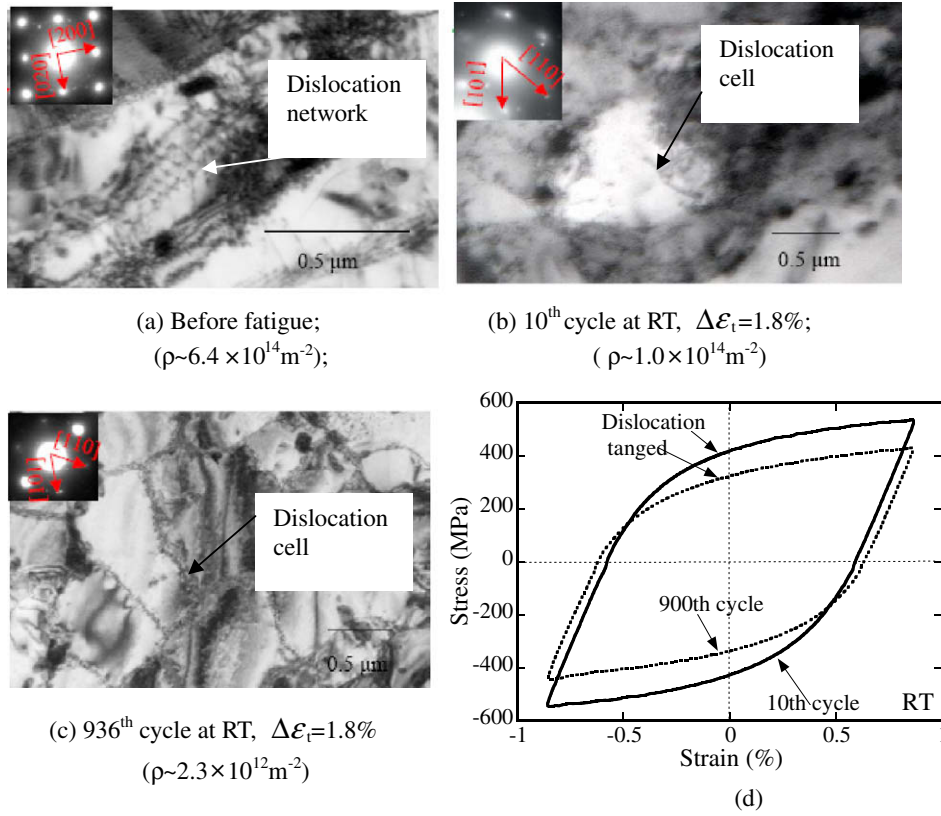 [200]
[020]
Dislocation
network
0.5 μm
(a) Before fatigue;
(ρ~6.4 ×10¹⁴m⁻²);
[110]
[101]
Dislocation
cell
0.5 μm
(b) 10ᵗʰ cycle at RT, Δεₜ=1.8%;
( ρ~1.0×10¹⁴m⁻²)
[110]
[101]
Dislocation
cell
0.5 μm
(c) 936ᵗʰ cycle at RT, Δεₜ=1.8%
(ρ~2.3×10¹²m⁻²)
600
400
200
0
-200
-400
-600
Stress (MPa)
Dislocation
tanged
900th cycle
10th cycle
RT
-1
-0.5
0
0.5
1
Strain (%)
(d)